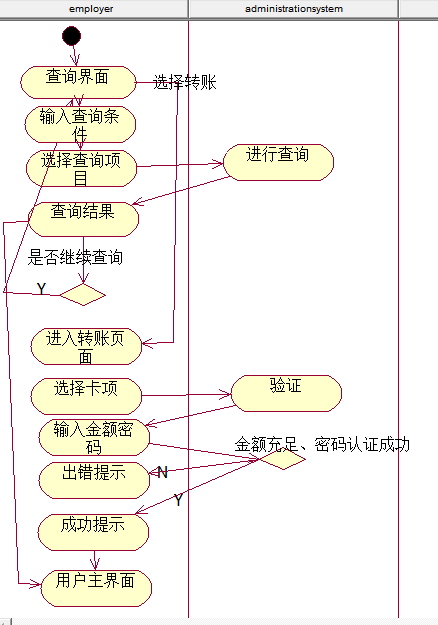 employer
administrationsystem
查询界面
选择转账
输入查询条
件
选择查询项
目
进行查询
查询结果
是否继续查询
Y
进入转账页
面
选择卡项
验证
输入金额密
码
金额充足、密码认证成功
出错提示
N
Y
成功提示
用户主界面